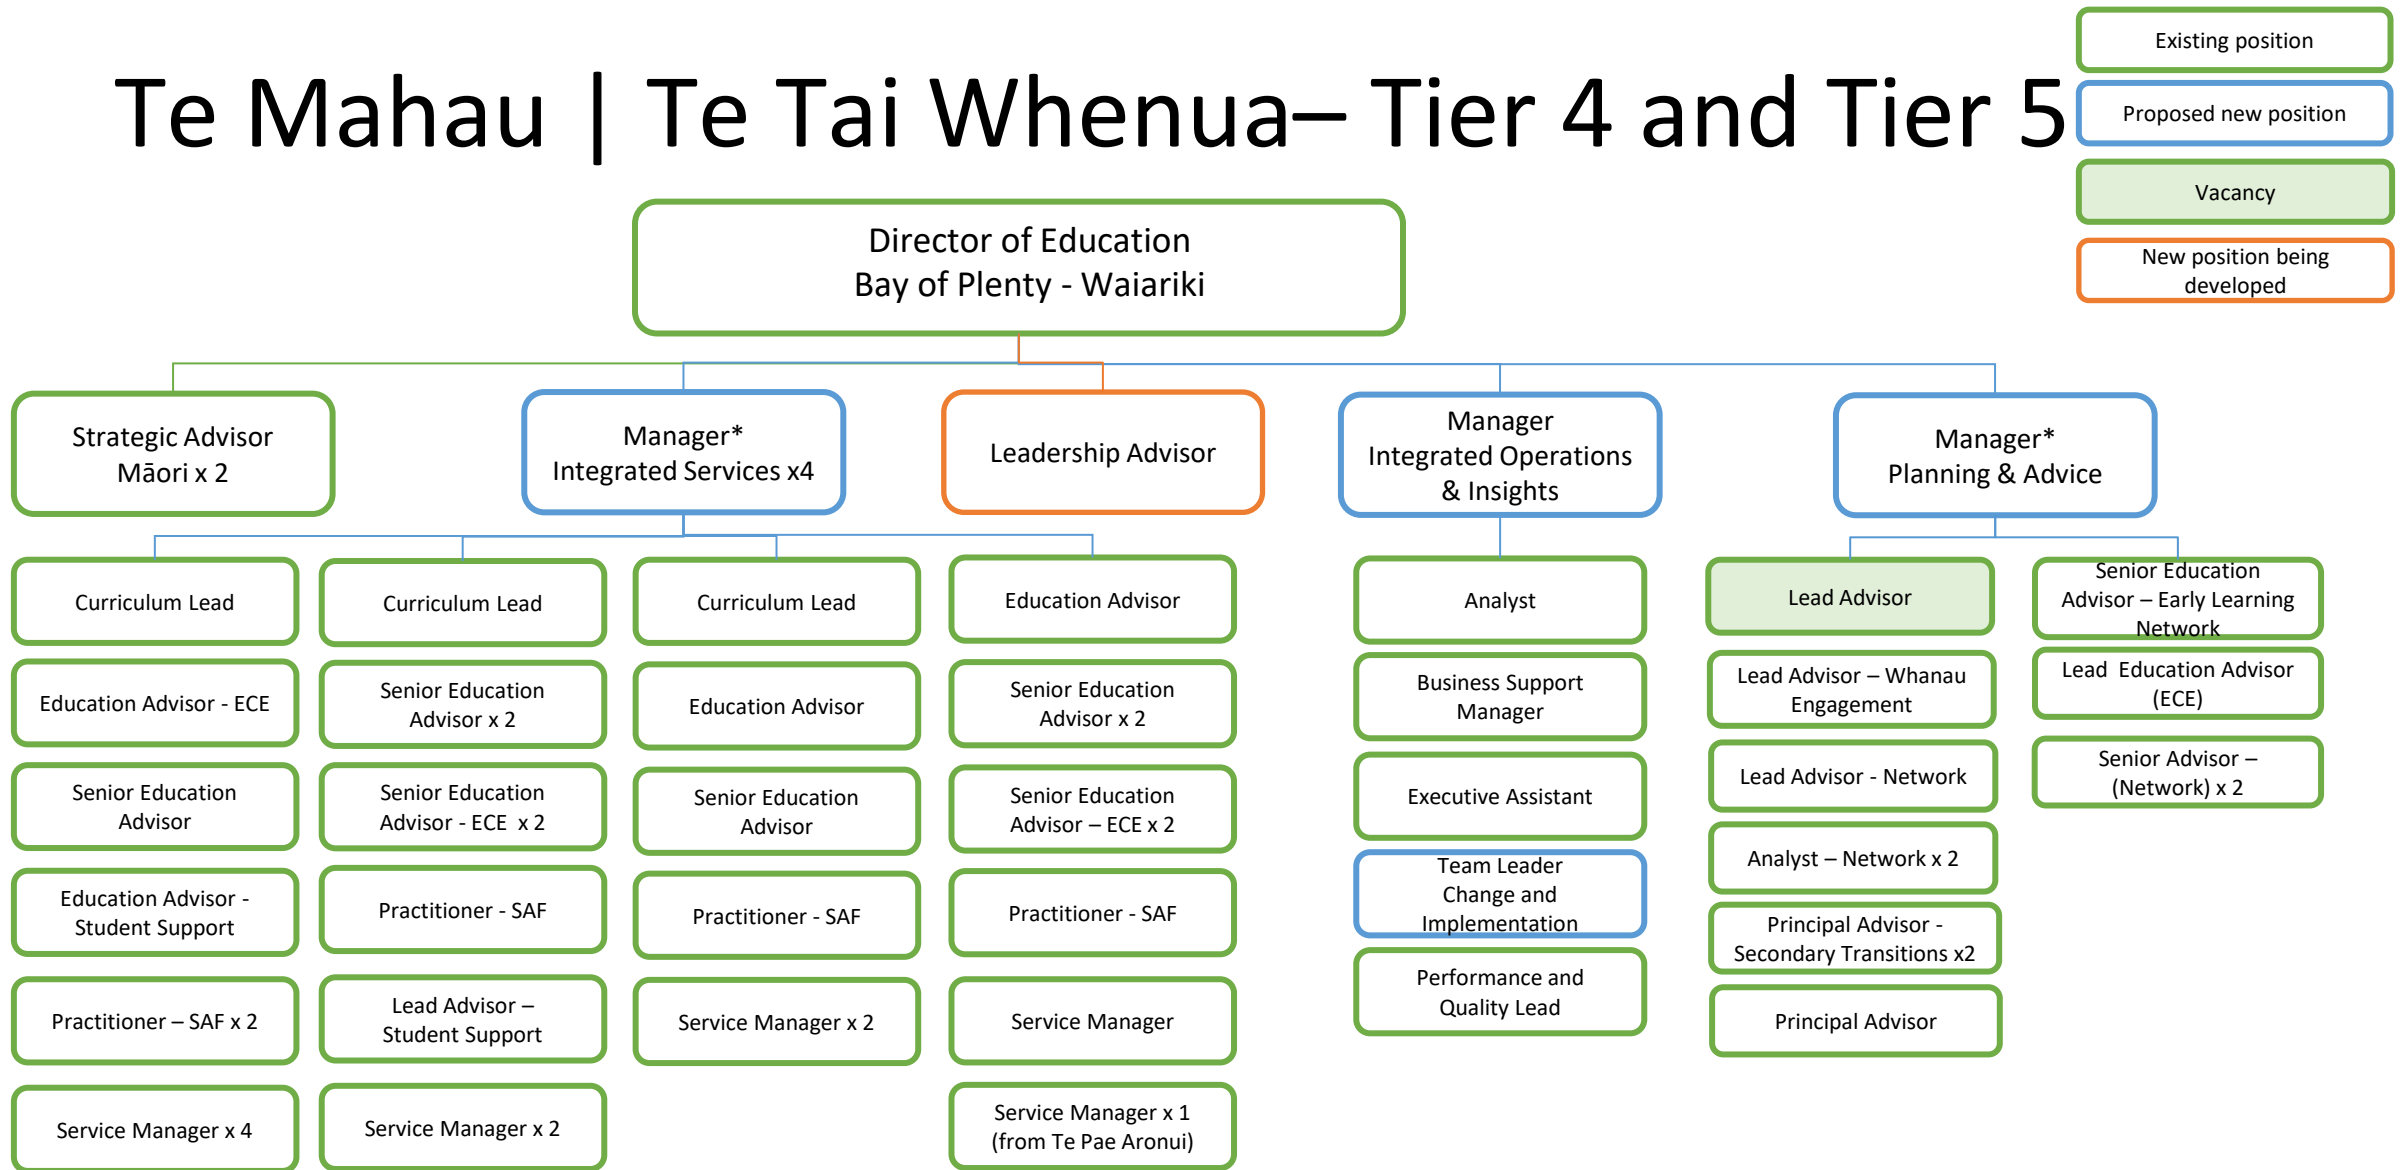 Te Mahau | Te Tai Whenua– Tier 4 and Tier 5
Existing position
Proposed new position
Vacancy
New position being
developed
Director of Education
Bay of Plenty - Waiariki
Strategic Advisor
Māori x 2
Manager*
Integrated Services x4
Leadership Advisor
Manager
Integrated Operations
& Insights
Manager*
Planning & Advice
Curriculum Lead
Education Advisor - ECE
Senior Education
Advisor
Education Advisor -
Student Support
Practitioner – SAF x 2
Service Manager x 4
Curriculum Lead
Senior Education
Advisor x 2
Senior Education
Advisor - ECE  x 2
Practitioner - SAF
Lead Advisor –
Student Support
Service Manager x 2
Curriculum Lead
Education Advisor
Senior Education
Advisor
Practitioner - SAF
Service Manager x 2
Education Advisor
Senior Education
Advisor x 2
Senior Education
Advisor – ECE x 2
Practitioner - SAF
Service Manager
Service Manager x 1
(from Te Pae Aronui)
Analyst
Business Support
Manager
Executive Assistant
Team Leader
Change and
Implementation
Performance and
Quality Lead
Lead Advisor
Lead Advisor – Whanau
Engagement
Lead Advisor - Network
Analyst – Network x 2
Principal Advisor -
Secondary Transitions x2
Principal Advisor
Senior Education
Advisor – Early Learning
Network
Lead  Education Advisor
(ECE)
Senior Advisor –
(Network) x 2